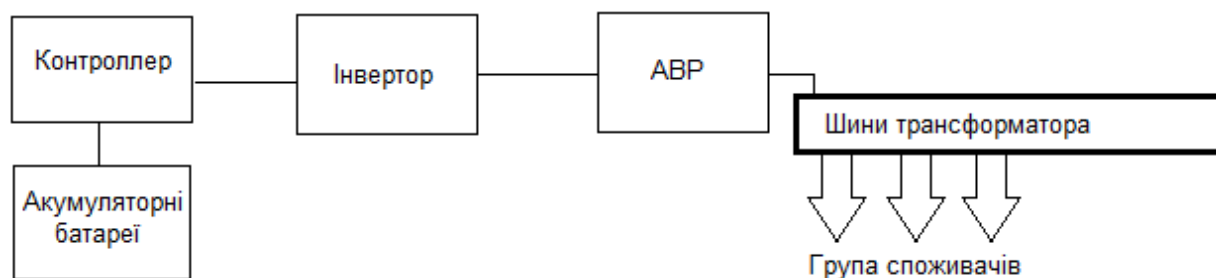 Контроллер
Інвертор
АВР
Шини трансформатора
Акумуляторні
батареї
Група споживачів